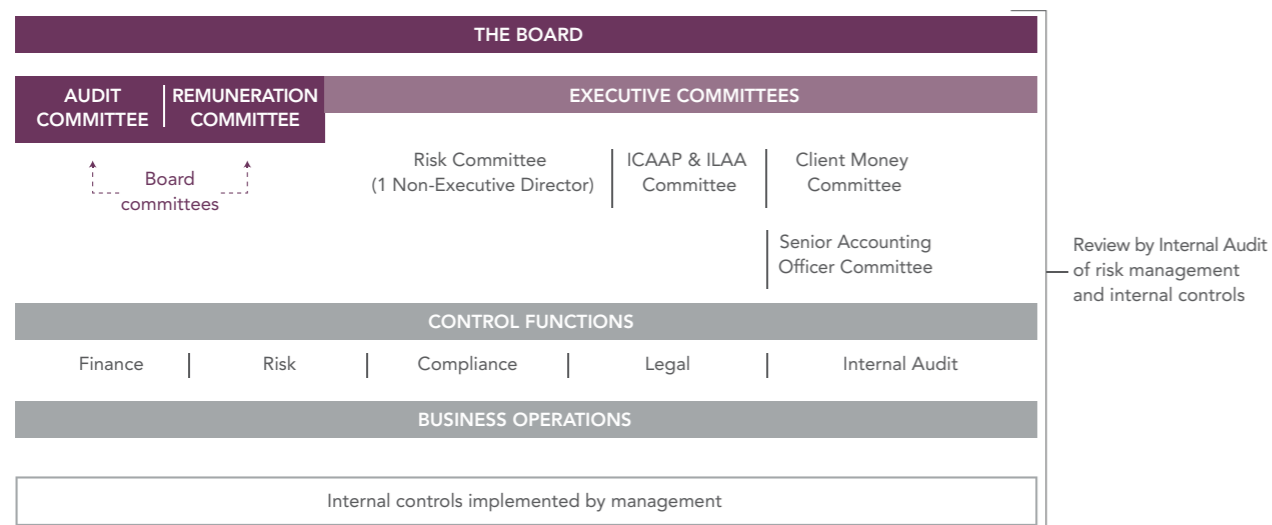 THE BOARD
AUDIT
COMMITTEE
REMUNERATION
COMMITTEE
EXECUTIVE COMMITTEES
Board
committees
Risk Committee
(1 Non-Executive Director)
ICAAP & ILAA
Committee
Client Money
Committee
Senior Accounting
Officer Committee
Review by Internal Audit
of risk management
and internal controls
CONTROL FUNCTIONS
Finance
Risk
Compliance
Legal
Internal Audit
BUSINESS OPERATIONS
Internal controls implemented by management